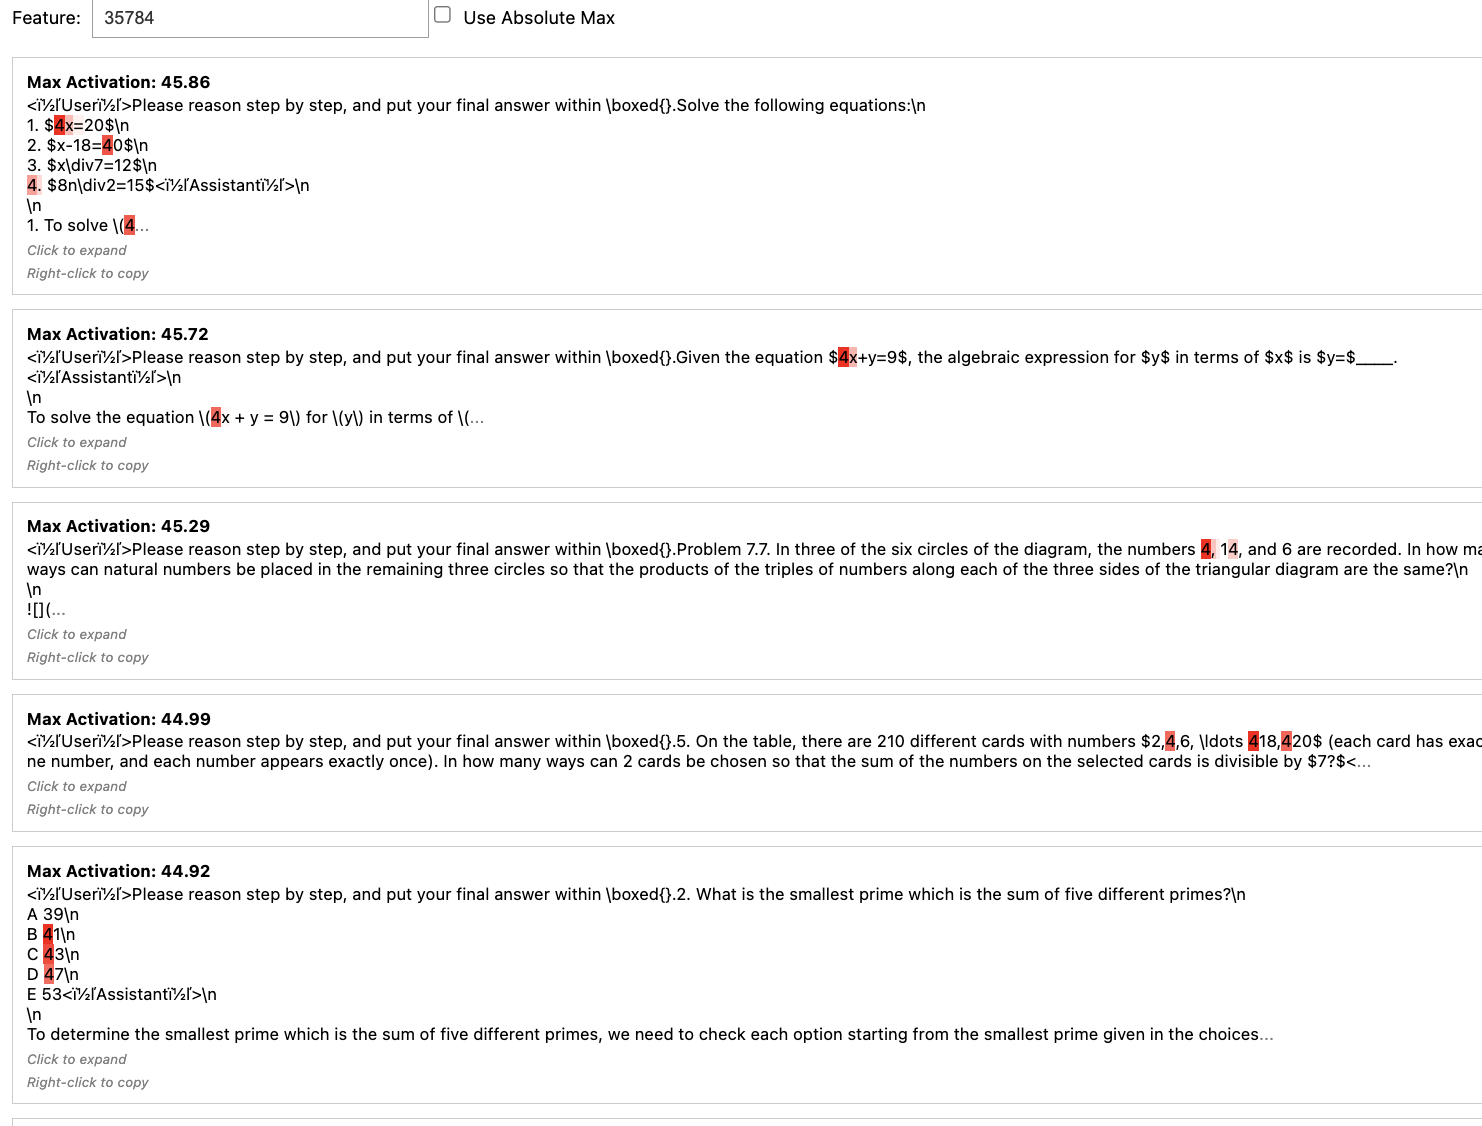 Feature: 35784 Use Absolute Max
Max Activation: 45.86
<ï½ľUserï½ľ>Please reason step by step, and put your final answer within \boxed{}.Solve the following equations:\n
1. $4x=20$\n
2. $x-18=40$\n
3. $x\div7=12$\n
4. $8n\div2=15$<ï½ľAssistantï½ľ>\n
\n
1. To solve \(4...
Click to expand
Right-click to copy
Max Activation: 45.72
<ï½ľUserï½ľ>Please reason step by step, and put your final answer within \boxed{}.Given the equation $4x+y=9$, the algebraic expression for $y$ in terms of $x$ is $y=$____.
<ï½ľAssistantï½ľ>\n
\n
To solve the equation \(4x + y = 9\) for \(y\) in terms of \(...
Click to expand
Right-click to copy
Max Activation: 45.29
<ï½ľUserï½ľ>Please reason step by step, and put your final answer within \boxed{}.Problem 7.7. In three of the six circles of the diagram, the numbers 4, 14, and 6 are recorded. In how ma
ways can natural numbers be placed in the remaining three circles so that the products of the triples of numbers along each of the three sides of the triangular diagram are the same?\n
\n
![](...
Click to expand
Right-click to copy
Max Activation: 44.99
<ï½ľUserï½ľ>Please reason step by step, and put your final answer within \boxed{}.5. On the table, there are 210 different cards with numbers $2,4,6, \ldots 418,420$ (each card has exac
ne number, and each number appears exactly once). In how many ways can 2 cards be chosen so that the sum of the numbers on the selected cards is divisible by $7?$<...
Click to expand
Right-click to copy
Max Activation: 44.92
<ï½ľUserï½ľ>Please reason step by step, and put your final answer within \boxed{}.2. What is the smallest prime which is the sum of five different primes?\n
A 39\n
B 41\n
C 43\n
D 47\n
E 53<ï½ľAssistantï½ľ>\n
\n
To determine the smallest prime which is the sum of five different primes, we need to check each option starting from the smallest prime given in the choices...
Click to expand
Right-click to copy